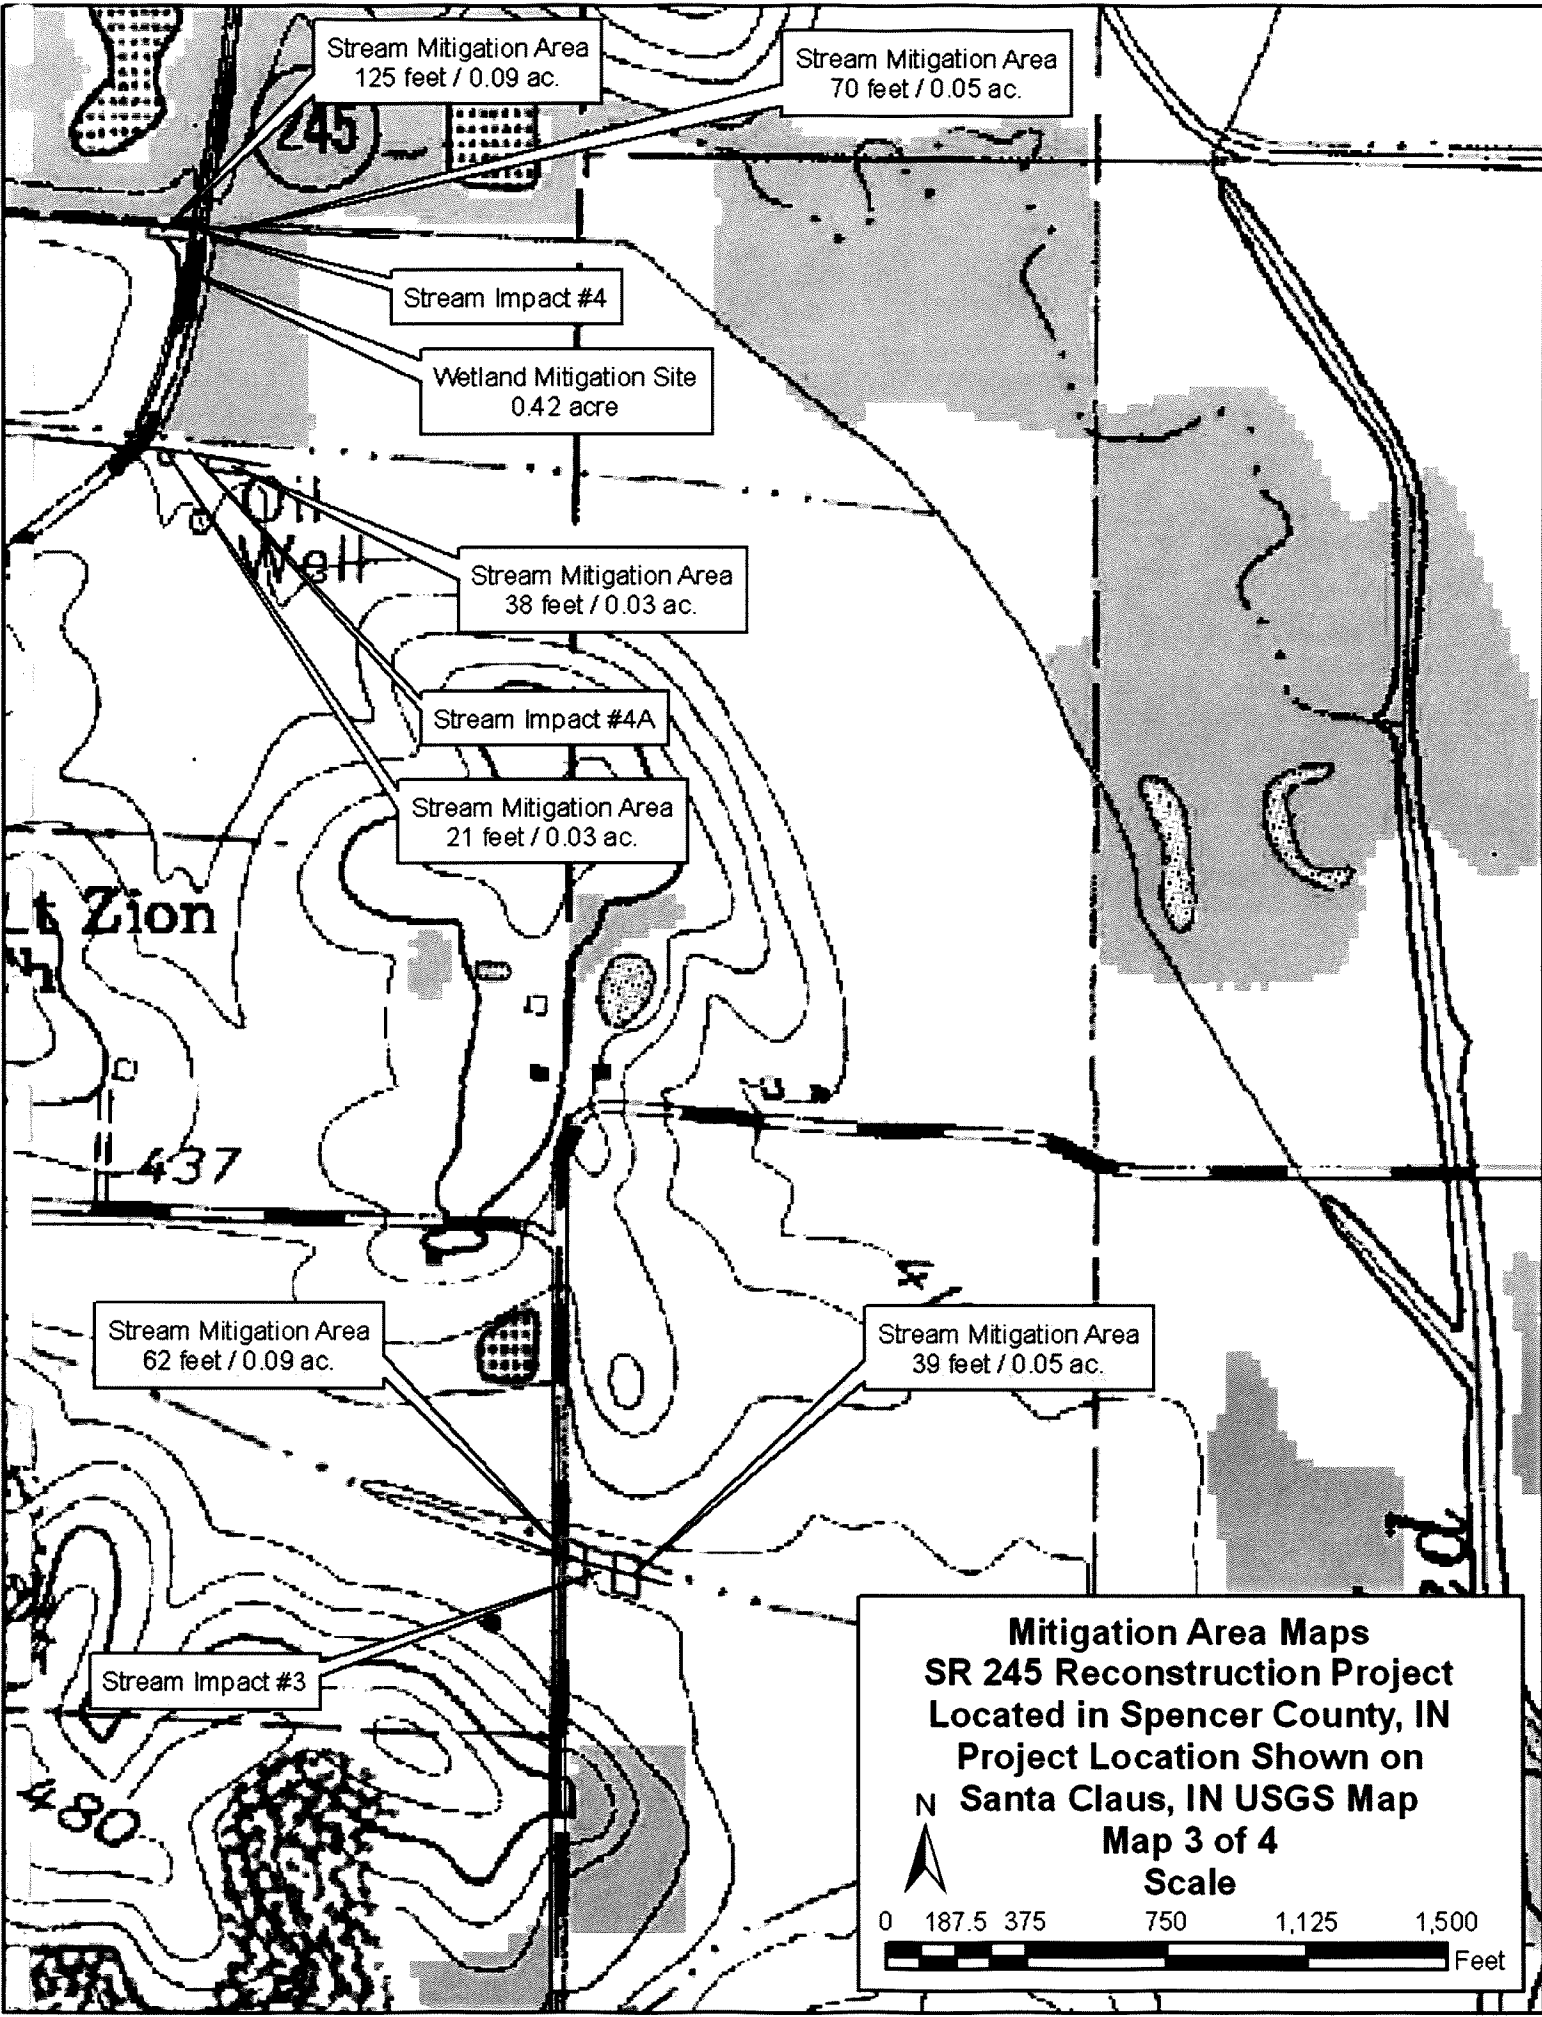 Stream Mitigation Area
125 feet / 0.09 ac.
Stream Mitigation Area
70 feet / 0.05 ac.
245
Stream Impact #4
Wetland Mitigation Site
0.42 acre
Oil
Well
Stream Mitigation Area
38 feet / 0.03 ac.
Stream Impact #4A
Stream Mitigation Area
21 feet / 0.03 ac.
t Zion
437
Stream Mitigation Area
62 feet / 0.09 ac.
Stream Mitigation Area
39 feet / 0.05 ac.
Stream Impact #3
480
Mitigation Area Maps
SR 245 Reconstruction Project
Located in Spencer County, IN
Project Location Shown on
N Santa Claus, IN USGS Map
Map 3 of 4
Scale
0 187.5 375 750 1,125 1,500
Feet